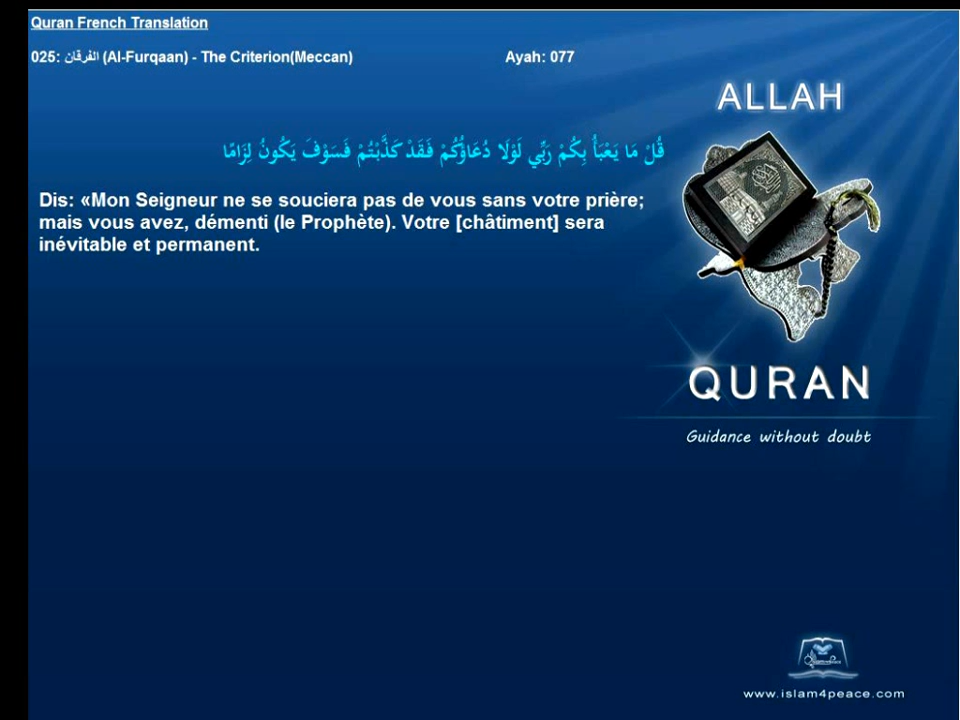 Quran French Translation
025: الفرقان (Al-Furqaan) - The Criterion(Meccan) Ayah: 077
ALLAH
قُلْ مَا يَعْبَأُ بِكُمْ رَبِّي لَوْلَا دُعَاؤُكُمْ فَقَدْ كَذَّبْتُمْ فَسَوْفَ يَكُونُ لِزَامًا
Dis: «Mon Seigneur ne se souciera pas de vous sans votre prière;
mais vous avez, démenti (le Prophète). Votre [châtiment] sera
inévitable et permanent.
QURAN
Guidance without doubt
www.islam4peace.com